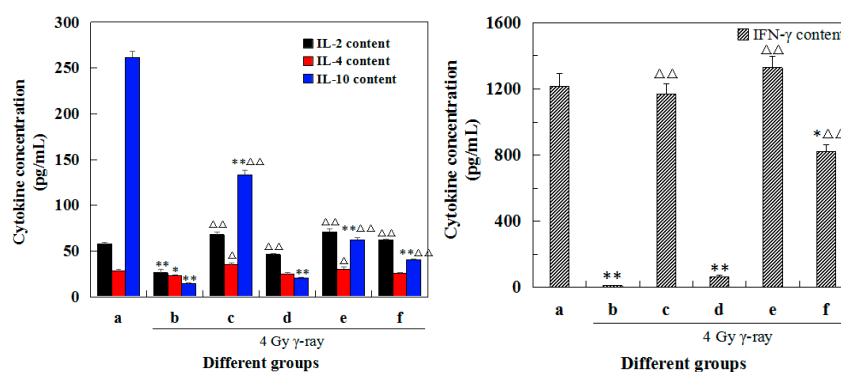 Cytokine concentration
(pg/mL)
300
250
200
150
100
50
0
IL-2 content
IL-4 content
IL-10 content
** * **
△△ △ **△△
△△ **
△△ △ **△△
△△ **△△
a b c d e f
4 Gy γ-ray
Different groups
Cytokine concentration
(pg/mL)
1600
1200
800
400
0
IFN-γ content
**
△△
**
△△
*△△
a b c d e f
4 Gy γ-ray
Different groups